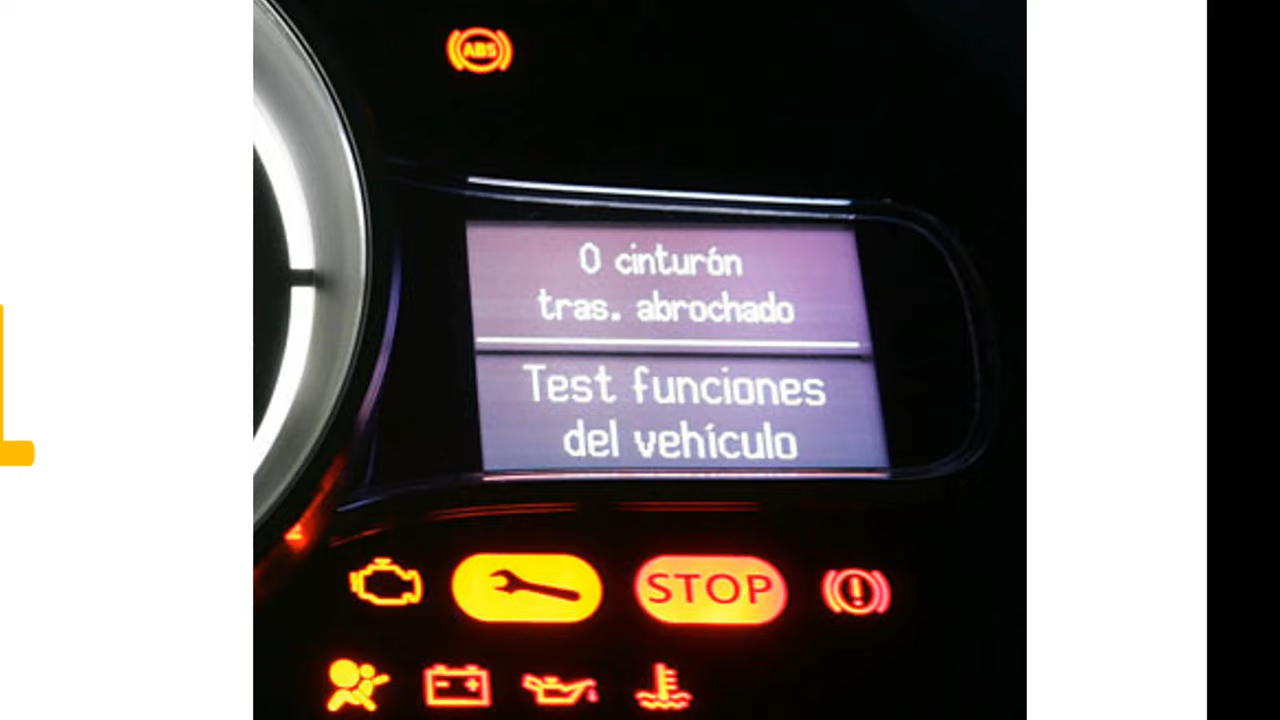 ABS
0 cinturón
tras. abrochado
Test funciones
del vehículo
STOP